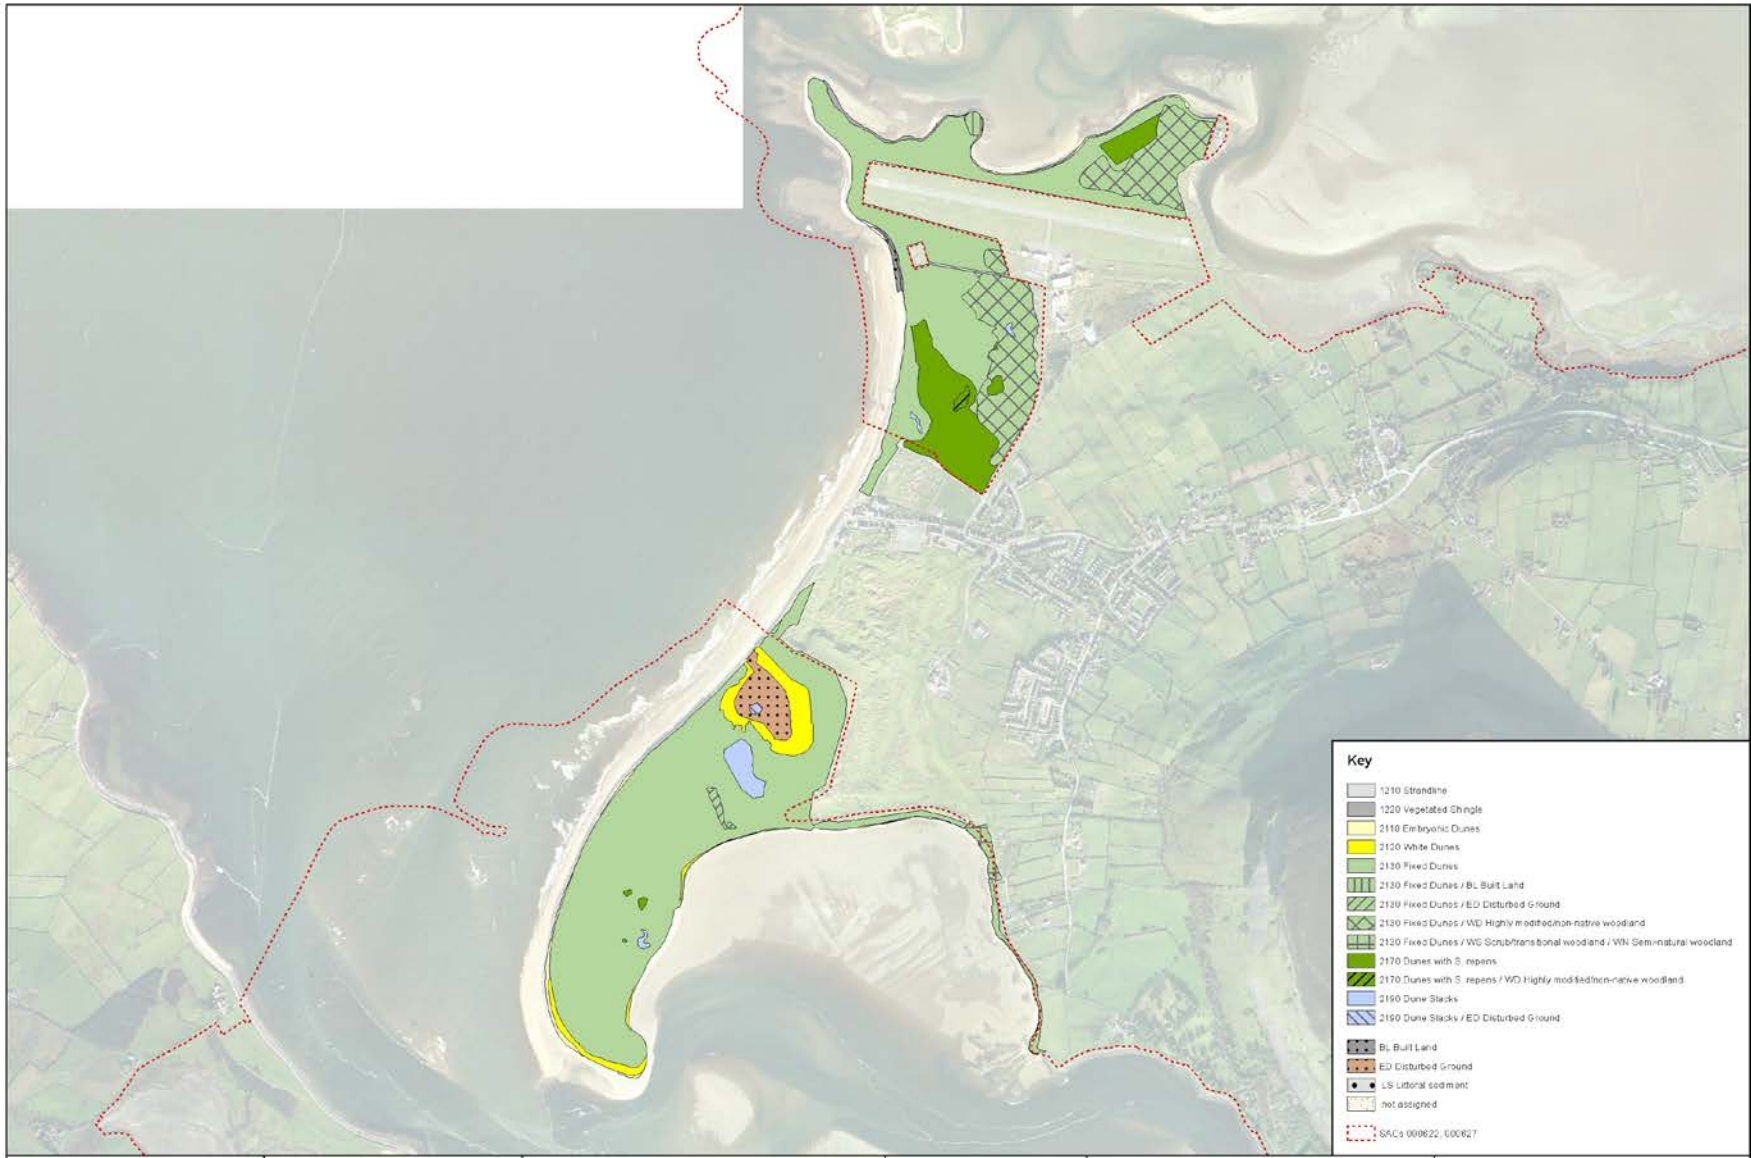 Key
1210 Strandline
1220 Vegetated Shingle
2110 Embryonic Dunes
2120 White Dunes
2130 Fixed Dunes
2130 Fixed Dunes / BL Built Land
2130 Fixed Dunes / ED Disturbed Ground
2130 Fixed Dunes / WD Highly modified/non-native woodland
2130 Fixed Dunes / WS Scrub/transitional woodland / WN Semi-natural woodland
2170 Dunes with S. repens
2170 Dunes with S. repens / WD Highly modified/non-native woodland
2190 Dune Slacks
2190 Dune Slacks / ED Disturbed Ground
BL Built Land
ED Disturbed Ground
LS Littoral sediment
not assigned
SACs 000622, 000627